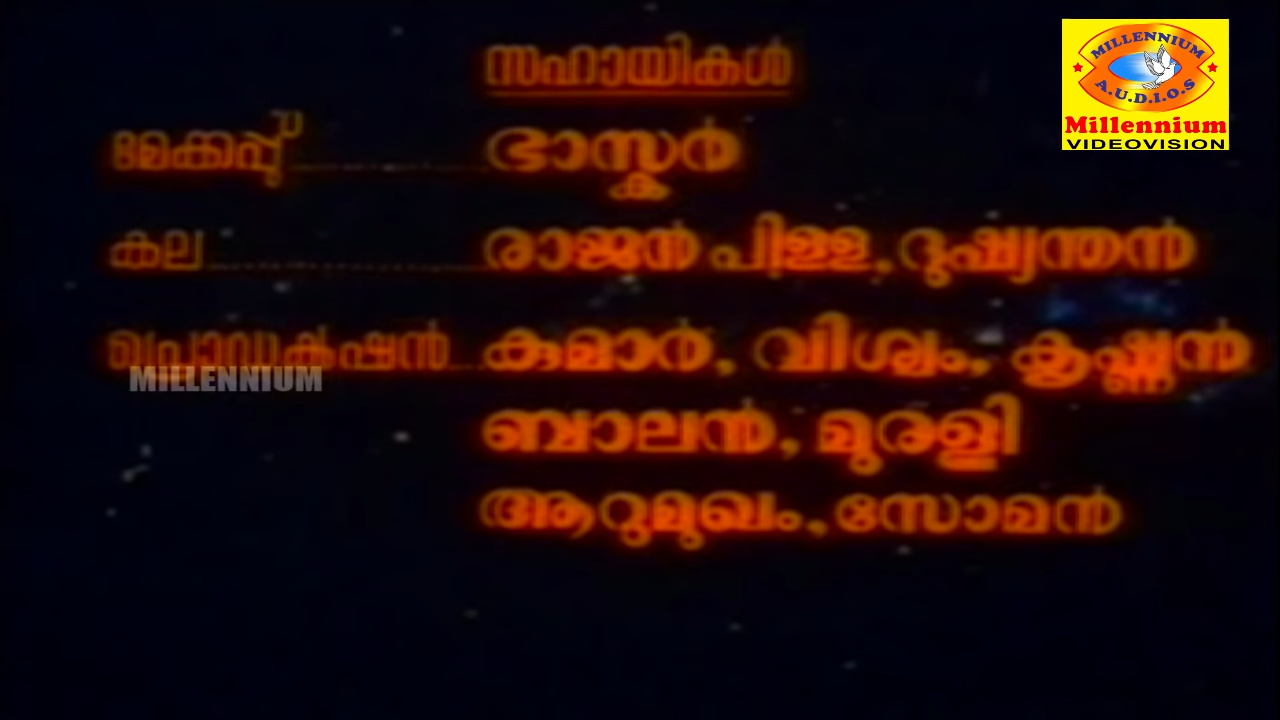 സഹായികൾ
മേക്കപ്പ് ........ ഭാസ്കർ
കല ........ രാജൻ പിള്ള, ദുഷ്യന്തൻ
പ്രൊഡക്ഷൻ ... കുമാർ, വിശ്വം, കൃഷ്ണൻ
ബാലൻ, മുരളി
ആറുമുഖം, സോമൻ
MILLENNIUM
A.U.D.I.O.S
Millennium
VIDEOVISION
MILLENNIUM